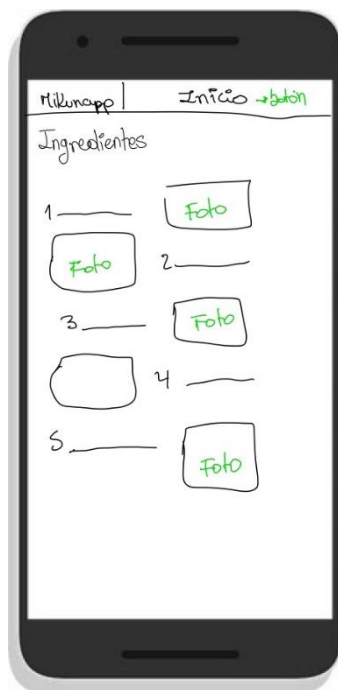 Mikunapp | Inicio → botón
Ingredientes
1 Foto
Foto 2
3 Foto
4
5 Foto